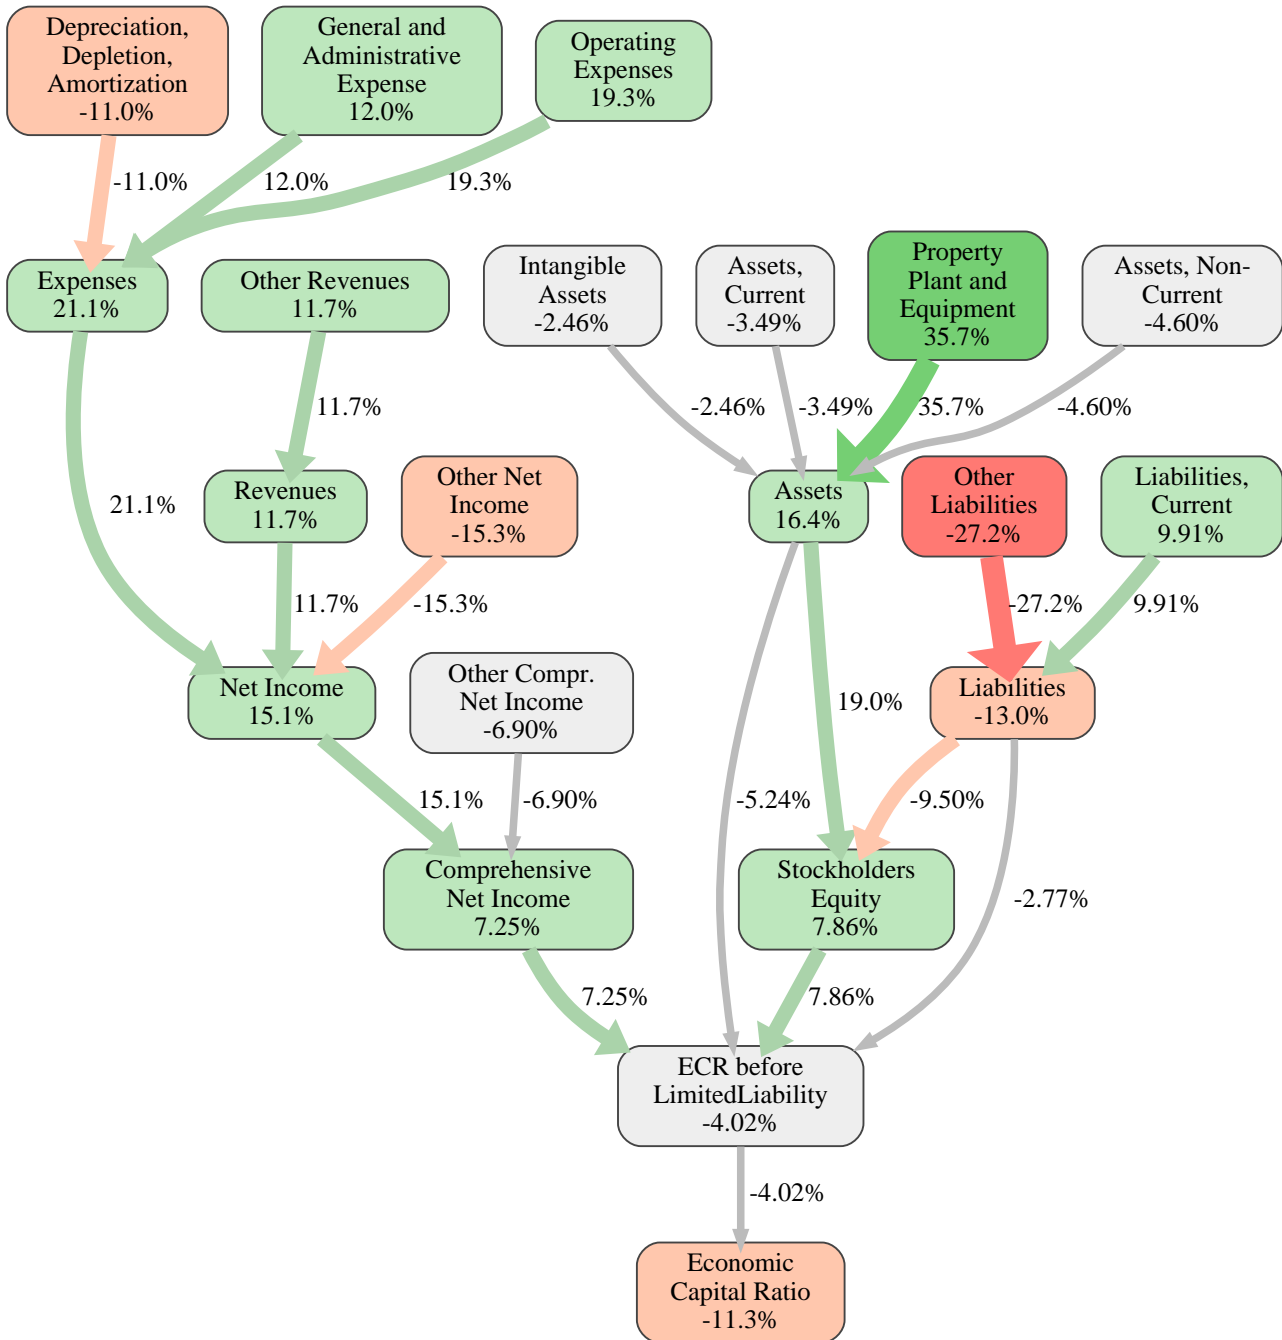 Depreciation,
Depletion,
Amortization
-11.0%
General and
Administrative
Expense
12.0%
Operating
Expenses
19.3%
-11.0%
12.0%
19.3%
Expenses
21.1%
Other Revenues
11.7%
Intangible
Assets
-2.46%
Assets,
Current
-3.49%
Property
Plant and
Equipment
35.7%
Assets, Non-
Current
-4.60%
11.7%
-2.46%
-3.49%
35.7%
-4.60%
21.1%
Revenues
11.7%
Other Net
Income
-15.3%
Assets
16.4%
Other
Liabilities
-27.2%
Liabilities,
Current
9.91%
11.7%
-15.3%
-27.2%
9.91%
Net Income
15.1%
Other Compr.
Net Income
-6.90%
19.0%
Liabilities
-13.0%
15.1%
-6.90%
-5.24%
-9.50%
-2.77%
Comprehensive
Net Income
7.25%
Stockholders
Equity
7.86%
7.25%
7.86%
ECR before
LimitedLiability
-4.02%
-4.02%
Economic
Capital Ratio
-11.3%